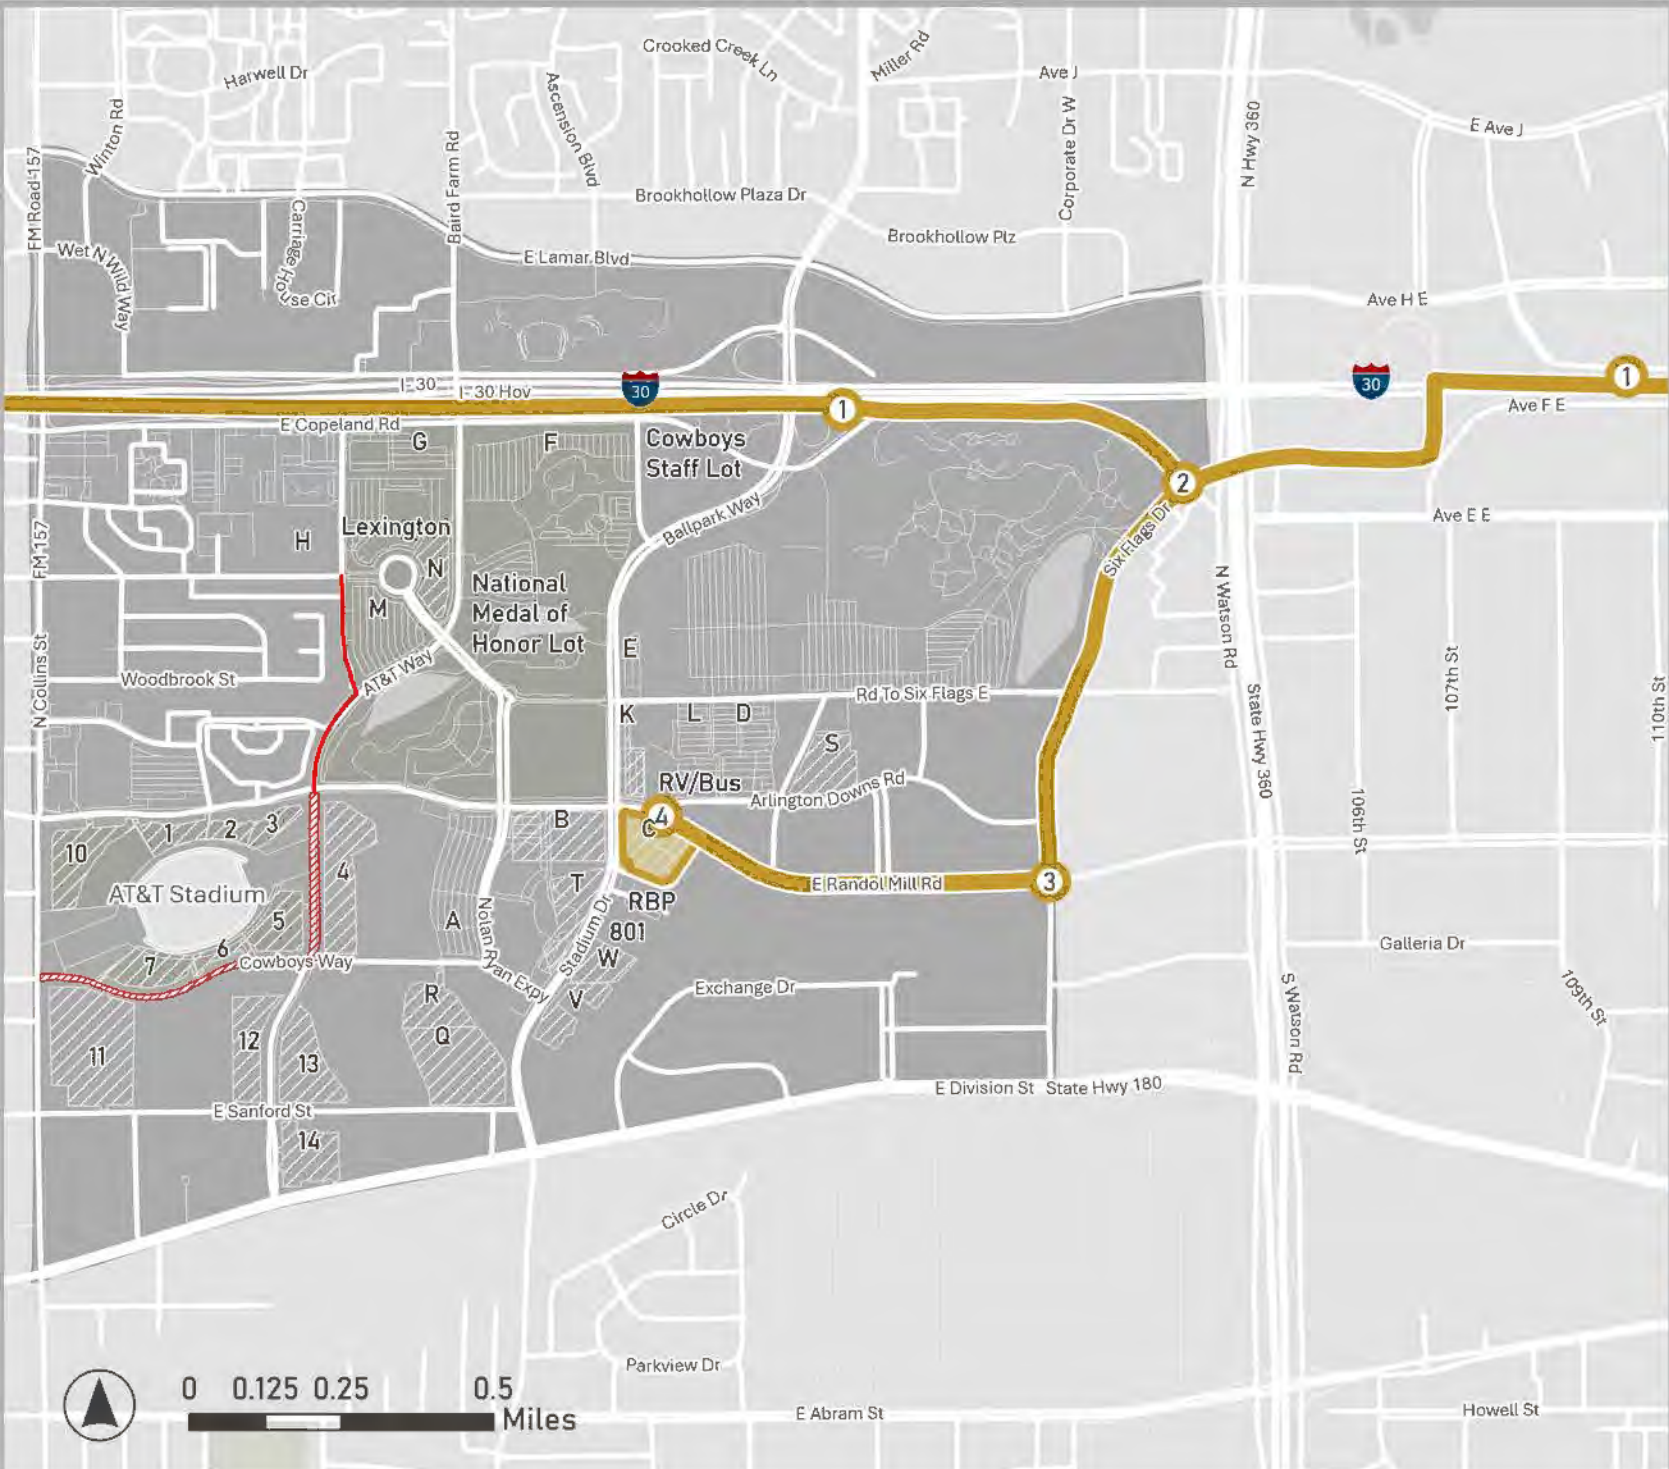 Crooked Creek Ln
Miller Rd
Harwell Dr
Ave J
Ascension Blvd
Winton Rd
Corporate Dr W
N Hwy 360
E Ave J
Baird Farm Rd
FM Road 157
Brookhollow Plaza Dr
Carriage House Cir
Brookhollow Plz
Wet N Wild Way
E Lamar Blvd
Ave H E
I-30
I-30 Hov
30
30
1
1
Ave F E
E Copeland Rd
G
F
Cowboys
Staff Lot
2
Ballpark Way
Ave E E
Lexington
FM 157
H
Six Flags Dr
N
National
Medal of
Honor Lot
M
N Watson Rd
E
N Collins St
Woodbrook St
AT&T Way
107th St
110th St
Rd To Six Flags E
K
L
D
State Hwy 360
S
RV/Bus
Arlington Downs Rd
106th St
1
2
3
B
C
4
10
4
AT&T Stadium
T
E Randol Mill Rd
3
RBP
5
A
Nolan Ryan Expy
Stadium Dr
801
6
7
Cowboys Way
W
Galleria Dr
R
V
Exchange Dr
S Watson Rd
109th St
Q
12
11
13
E Division St
State Hwy 180
E Sanford St
14
Circle Dr
Parkview Dr
0
0.125
0.25
0.5
Miles
E Abram St
Howell St